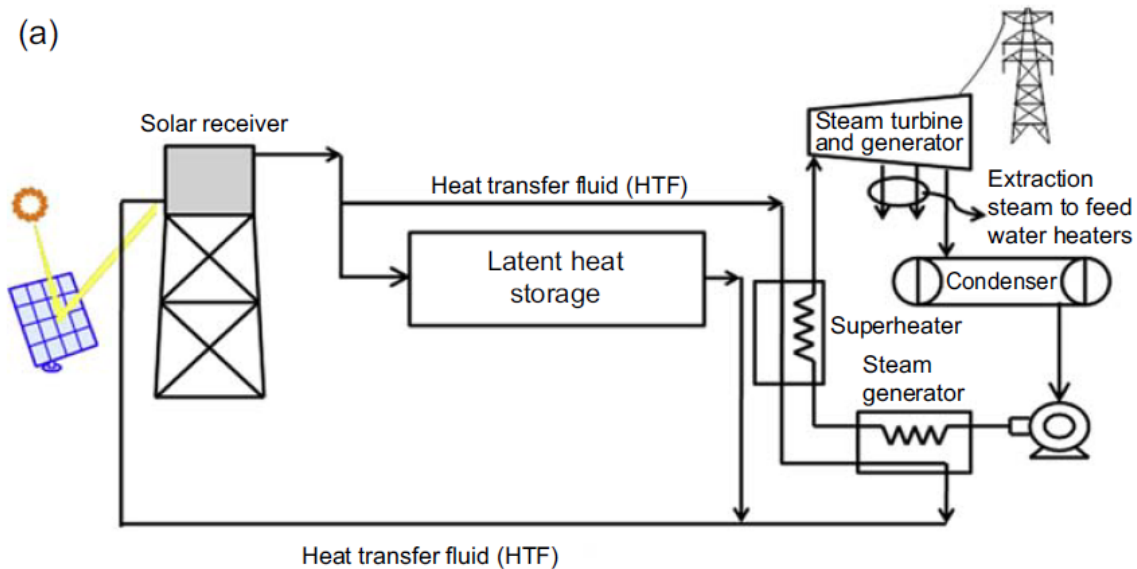 (a)
Solar receiver
Steam turbine
and generator
Heat transfer fluid (HTF)
Extraction
steam to feed
water heaters
Latent heat
storage
Condenser
Superheater
Steam
generator
Heat transfer fluid (HTF)